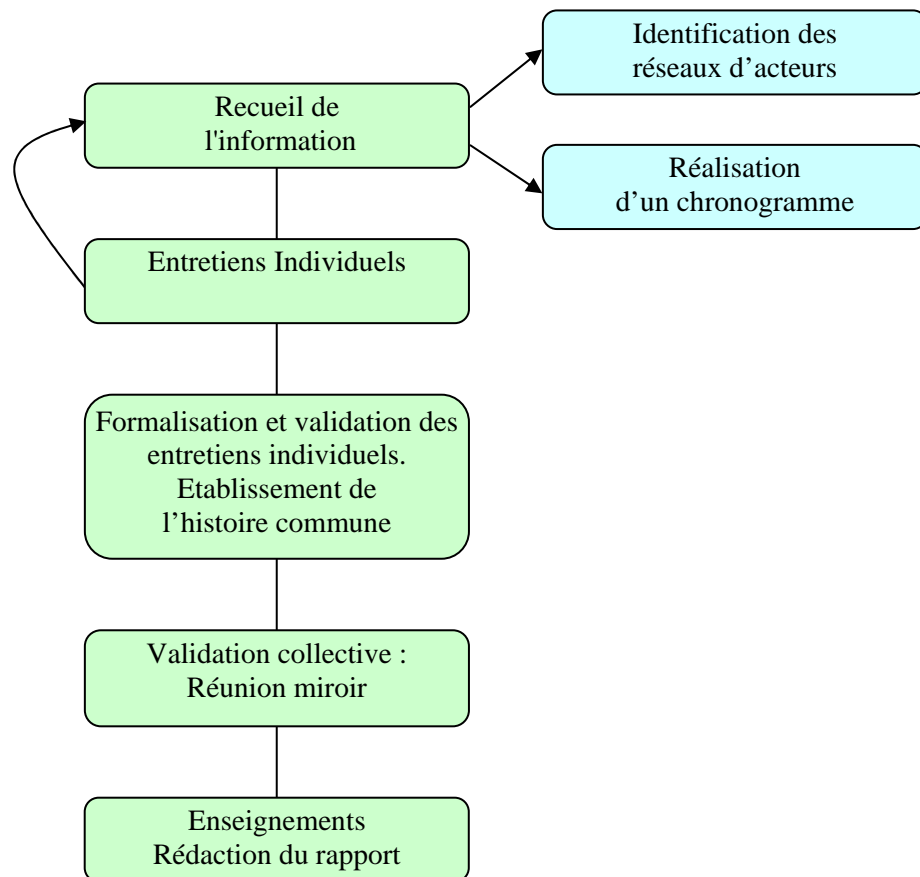 Identification des
réseaux d’acteurs
Recueil de
l'information
Réalisation
d’un chronogramme
Entretiens Individuels
Formalisation et validation des
entretiens individuels.
Etablissement de
l’histoire commune
Validation collective :
Réunion miroir
Enseignements
Rédaction du rapport